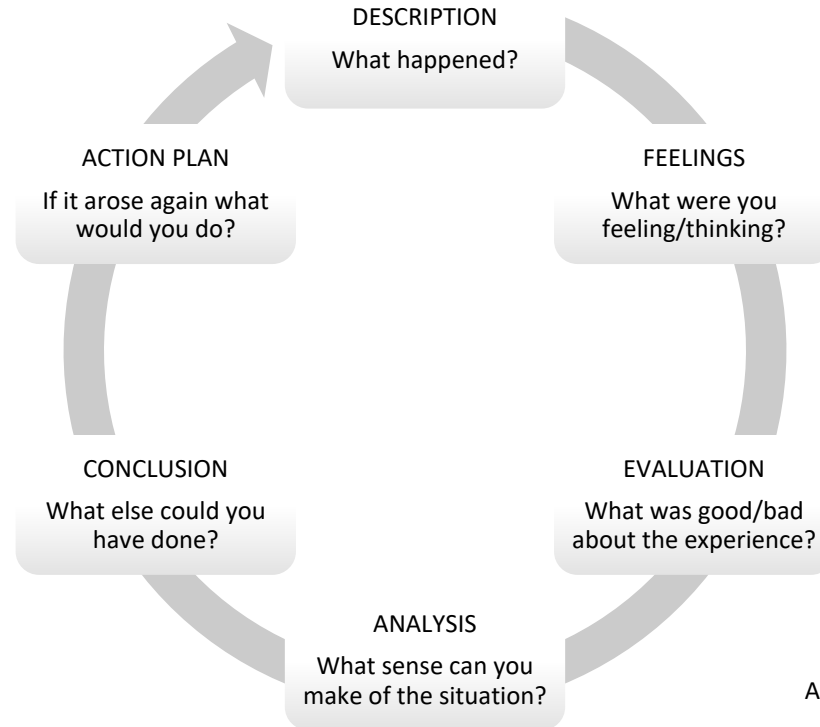 DESCRIPTION
What happened?
FEELINGS
What were you
feeling/thinking?
EVALUATION
What was good/bad
about the experience?
ANALYSIS
What sense can you
make of the situation?
CONCLUSION
What else could you
have done?
ACTION PLAN
If it arose again what
would you do?
A